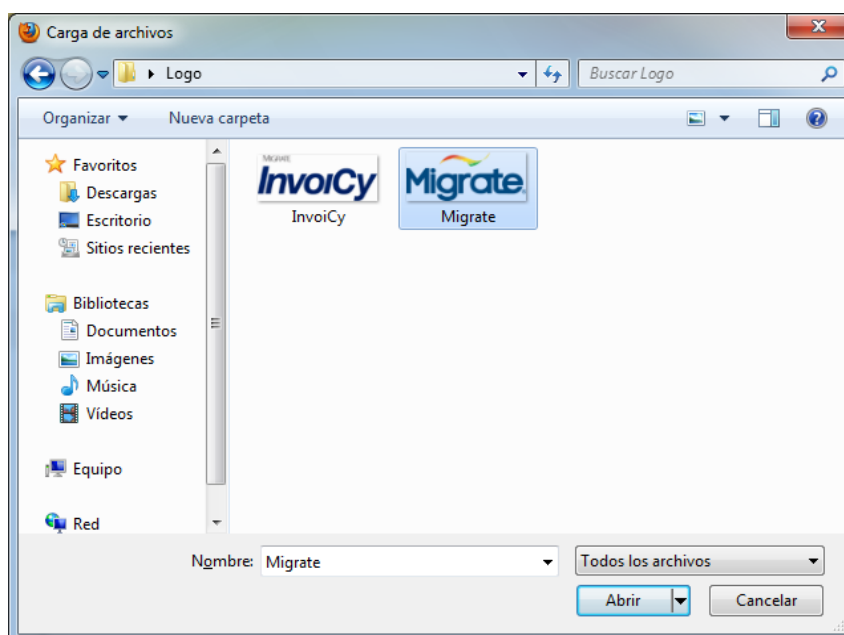 Carga de archivos
Logo
Buscar Logo
Organizar
Nueva carpeta
Favoritos
Descargas
Escritorio
Sitios recientes
Bibliotecas
Documentos
Imágenes
Música
Vídeos
Equipo
Red
MIGRATE
InvoiCy
InvoiCy
Migrate
Migrate
Nombre: Migrate
Todos los archivos
Abrir
Cancelar